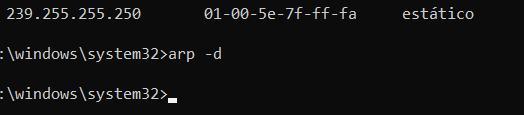 239.255.255.250 01-00-5e-7f-ff-fa estático
:\windows\system32>arp -d
:\windows\system32>